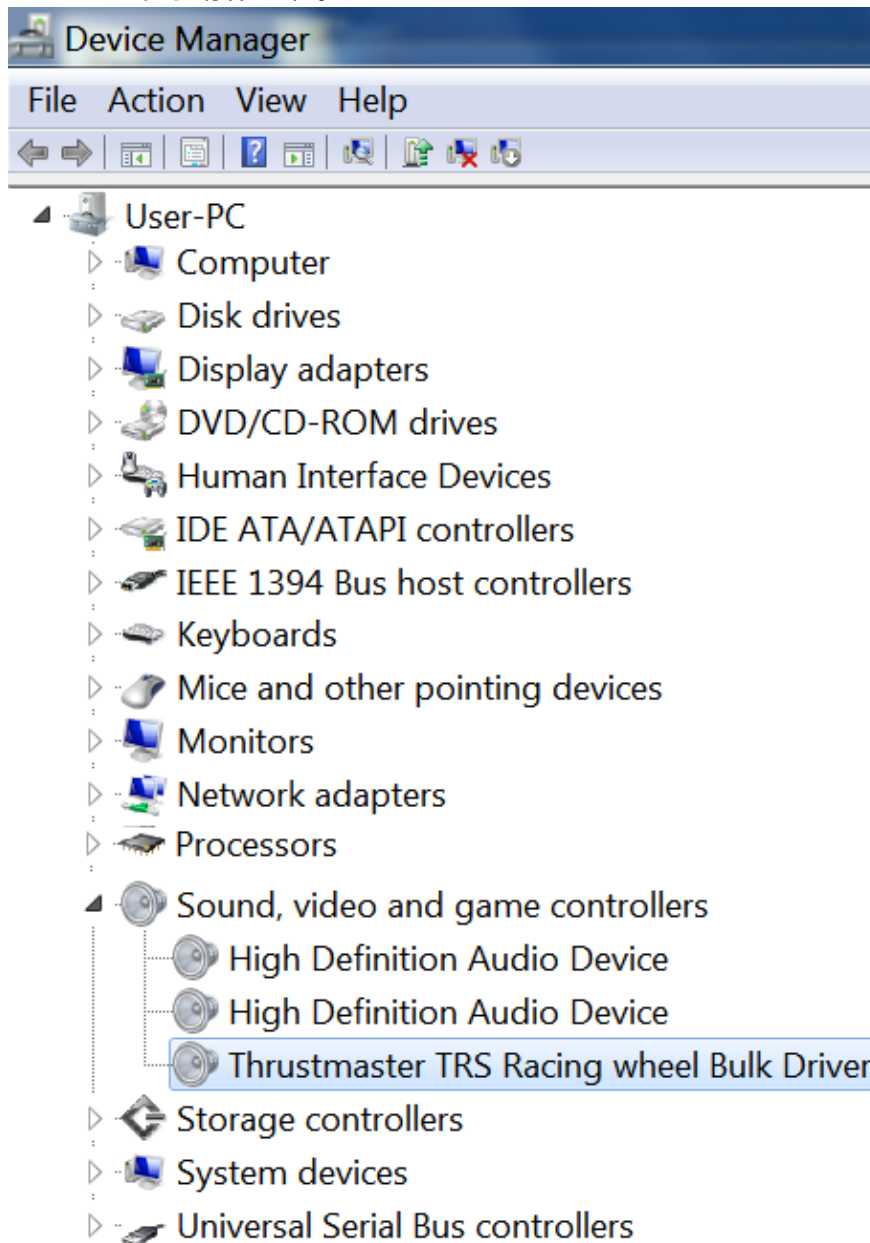 Device Manager
File Action View Help
User-PC
Computer
Disk drives
Display adapters
DVD/CD-ROM drives
Human Interface Devices
IDE ATA/ATAPI controllers
IEEE 1394 Bus host controllers
Keyboards
Mice and other pointing devices
Monitors
Network adapters
Processors
Sound, video and game controllers
High Definition Audio Device
High Definition Audio Device
Thrustmaster TRS Racing wheel Bulk Driver
Storage controllers
System devices
Universal Serial Bus controllers